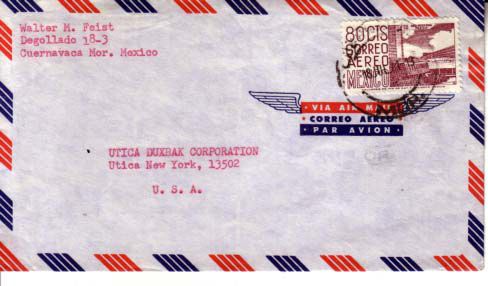 Walter M. Feist
Degollado 18-3
Cuernavaca Mor. Mexico
80 CTS
CORREO
AEREO
MEXICO
VIA AIR MAIL
CORREO AEREO
PAR AVION
UTICA DUXBAK CORPORATION
Utica New York, 13502
U. S. A.